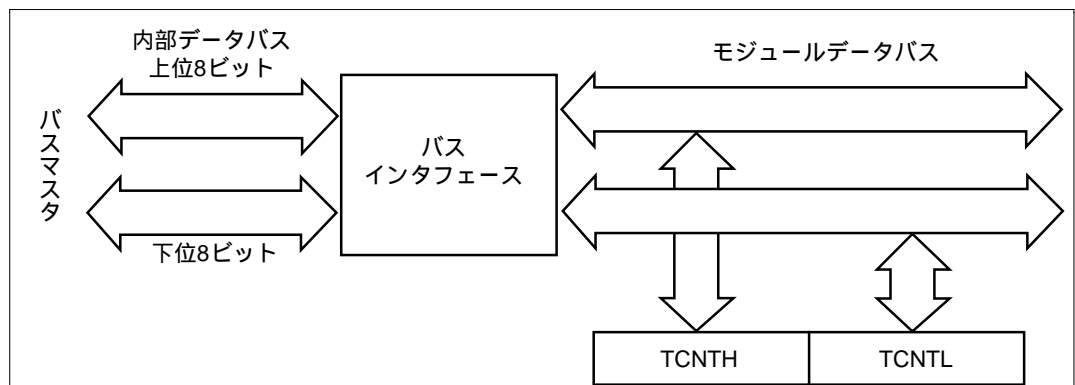 内部データバス
上位8ビット
モジュールデータバス
バスマスタ
バス
インタフェース
下位8ビット
TCNTH
TCNTL